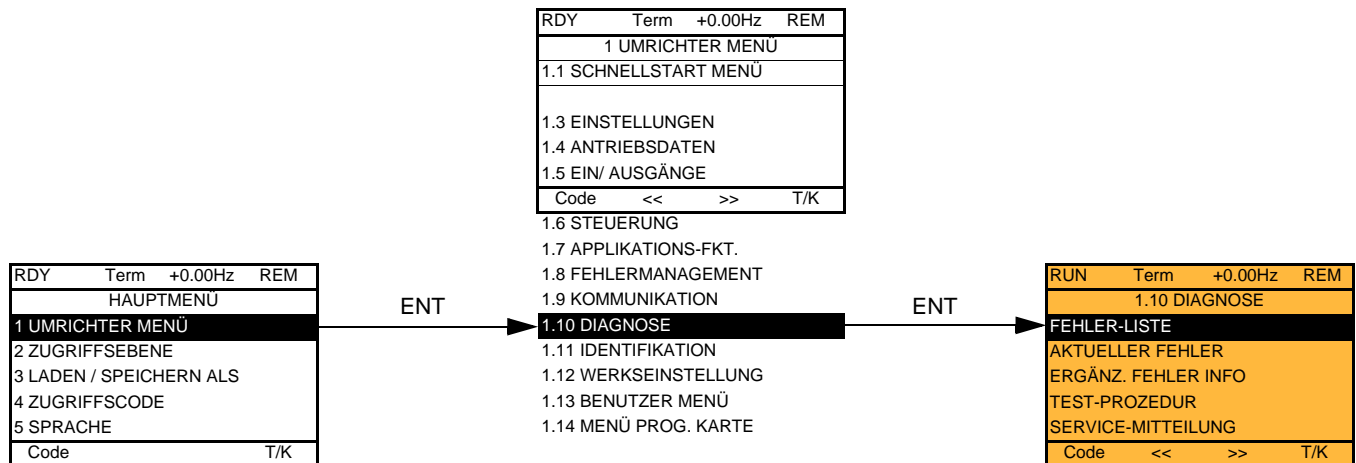 RDY Term +0.00Hz REM
1 UMRICHTER MENÜ
1.1 SCHNELLSTART MENÜ
1.3 EINSTELLUNGEN
1.4 ANTRIEBSDATEN
1.5 EIN/ AUSGÄNGE
Code << >> T/K
1.6 STEUERUNG
1.7 APPLIKATIONS-FKT.
1.8 FEHLERMANAGEMENT
1.9 KOMMUNIKATION
1.10 DIAGNOSE
1.11 IDENTIFIKATION
1.12 WERKSEINSTELLUNG
1.13 BENUTZER MENÜ
1.14 MENÜ PROG. KARTE
RDY Term +0.00Hz REM
HAUPTMENÜ
1 UMRICHTER MENÜ
2 ZUGRIFFSEBENE
3 LADEN / SPEICHERN ALS
4 ZUGRIFFSCODE
5 SPRACHE
Code T/K
ENT
ENT
RUN Term +0.00Hz REM
1.10 DIAGNOSE
FEHLER-LISTE
AKTUELLER FEHLER
ERGÄNZ. FEHLER INFO
TEST-PROZEDUR
SERVICE-MITTEILUNG
Code << >> T/K